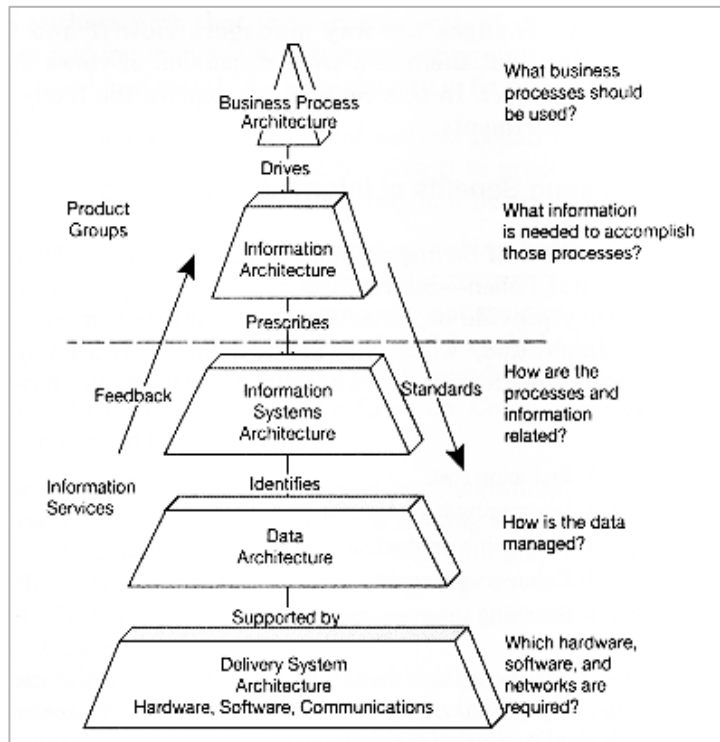 What business
processes should
be used?
Business Process
Architecture
Drives
Product
Groups
What information
is needed to accomplish
those processes?
Information
Architecture
Prescribes
How are the
processes and
information
related?
Feedback
Standards
Information
Systems
Architecture
Identifies
Information
Services
How is the data
managed?
Data
Architecture
Supported by
Which hardware,
software, and
networks are
required?
Delivery System
Architecture
Hardware, Software, Communications